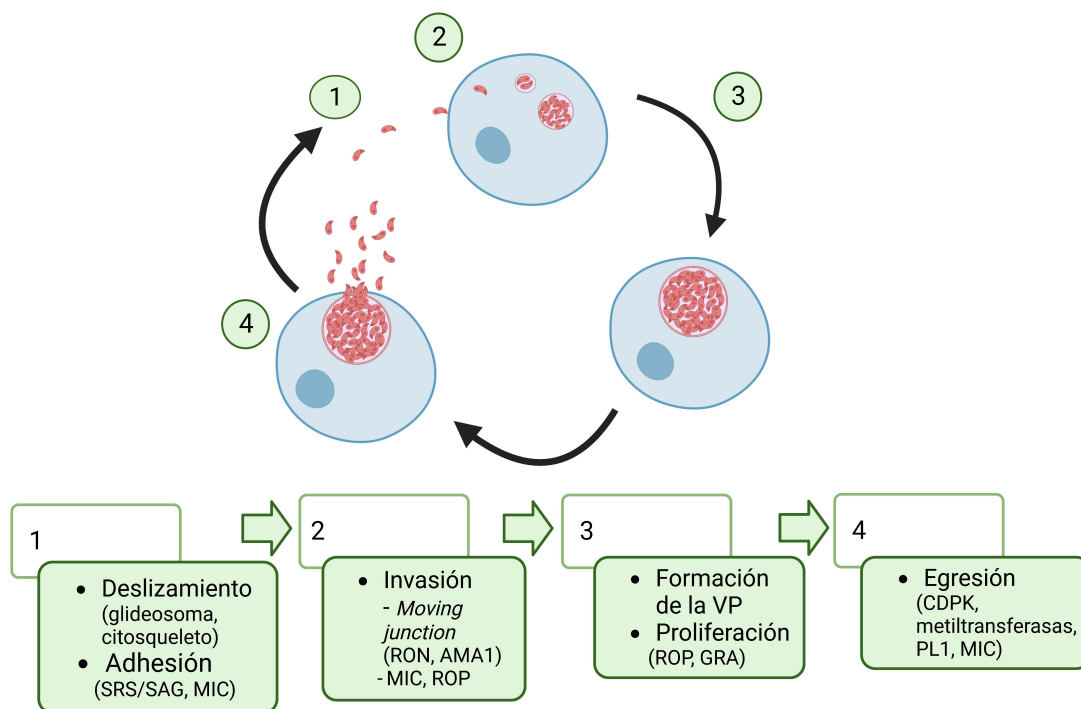 2
1
3
4
1
• Deslizamiento
(glideosoma,
citosqueleto)
• Adhesión
(SRS/SAG, MIC)
2
• Invasión
- Moving
junction
(RON, AMA1)
- MIC, ROP
3
• Formación
de la VP
• Proliferación
(ROP, GRA)
4
• Egresión
(CDPK,
metiltransferasas,
PL1, MIC)